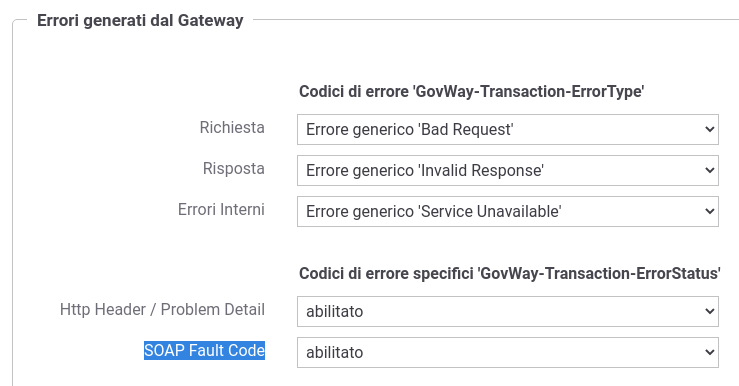 Errori generati dal Gateway
Codici di errore 'GovWay-Transaction-ErrorType'
Richiesta Errore generico 'Bad Request'
Risposta Errore generico 'Invalid Response'
Errori Interni Errore generico 'Service Unavailable'
Codici di errore specifici 'GovWay-Transaction-ErrorStatus'
Http Header / Problem Detail abilitato
SOAP Fault Code abilitato